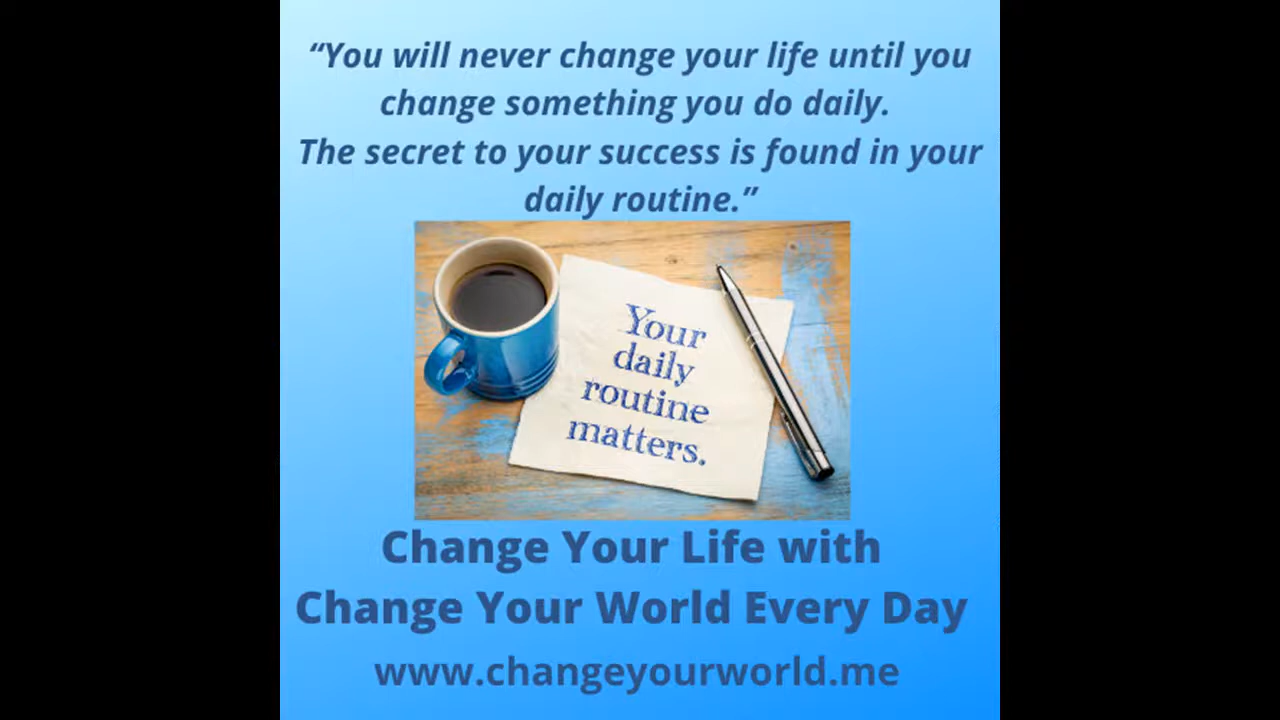 “You will never change your life until you
change something you do daily.
The secret to your success is found in your
daily routine.”
Your
daily
routine
matters.
Change Your Life with
Change Your World Every Day
www.changeyourworld.me